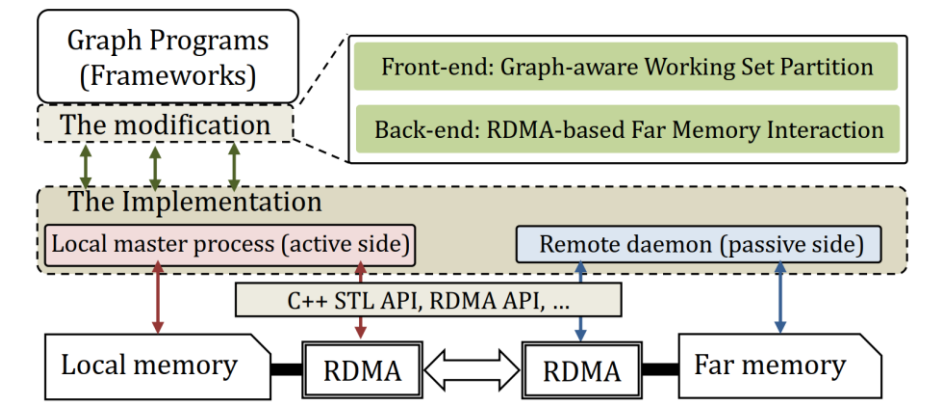 Graph Programs
(Frameworks)
The modification
Front-end: Graph-aware Working Set Partition
Back-end: RDMA-based Far Memory Interaction
The Implementation
Local master process (active side)
Remote daemon (passive side)
C++ STL API, RDMA API, ...
Local memory
RDMA
RDMA
Far memory